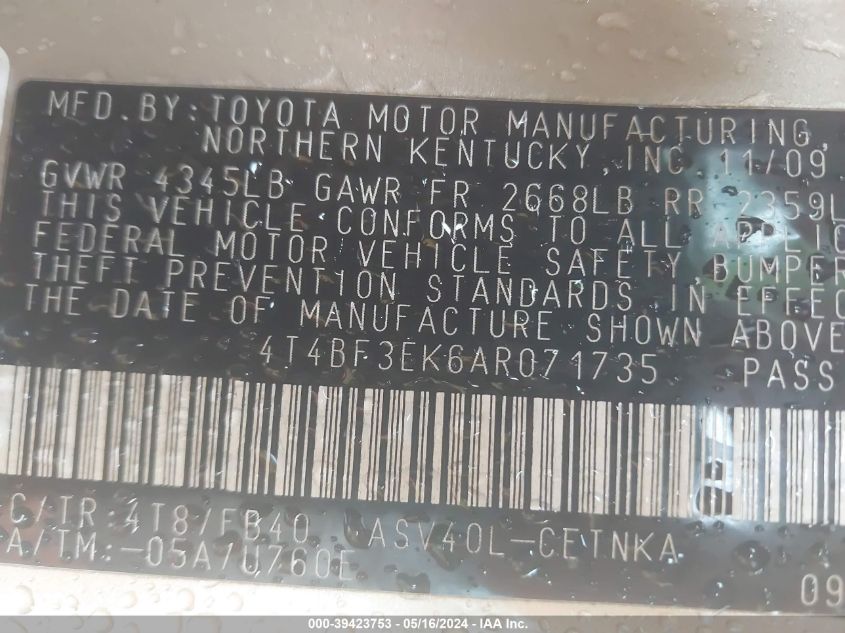 MFD.BY:TOYOTA MOTOR MANUFACTURING,
NORTHERN KENTUCKY,INC 11/09
GVWR 4345LB GAWR FR 2668LB RR 2359L
THIS VEHICLE CONFORMS TO ALL APPLIC
FEDERAL MOTOR VEHICLE SAFETY,BUMPER
THEFT PREVENTION STANDARDS IN EFFEC
THE DATE OF MANUFACTURE SHOWN ABOVE
4T4BF3EK6AR071735 PASS
C/TR:4T8/FB40 ASV40L-CETNKA
A/TM:-05A/U760E
09
000-39423753 - 05/16/2024 - IAA Inc.